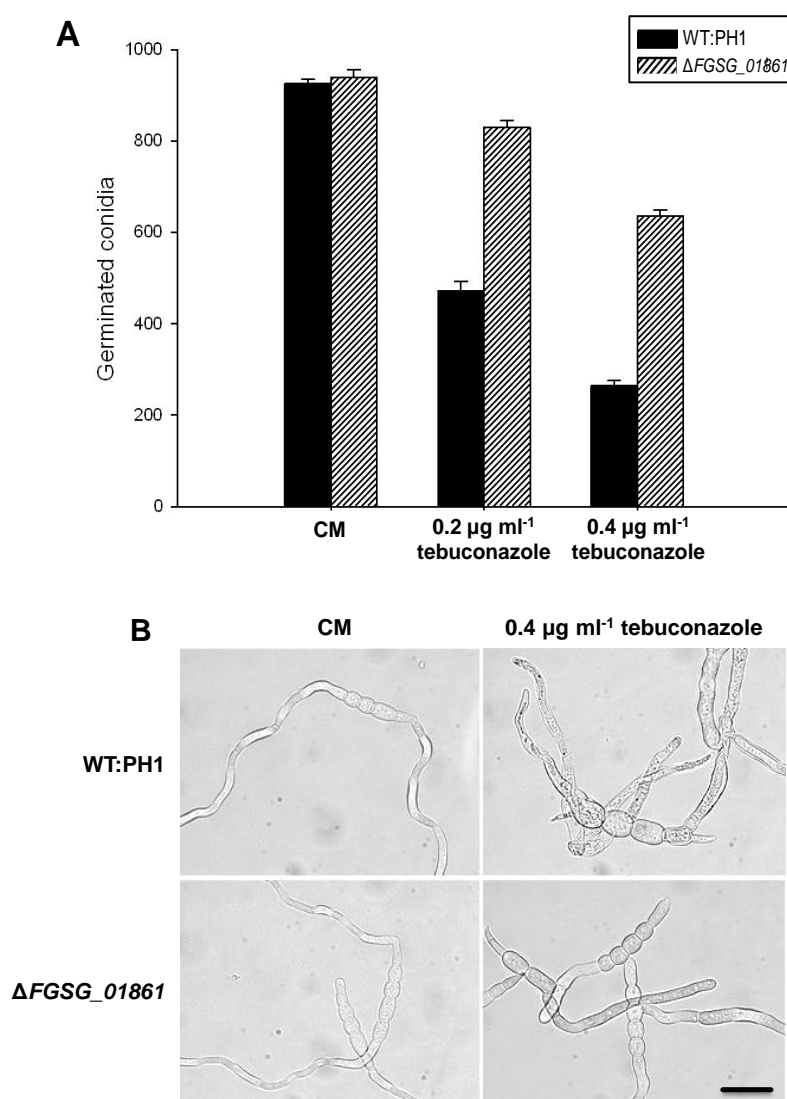 A
WT:PH1
ΔFGSG_01861
1000
800
600
400
200
0
Germinated conidia
CM
0.2 µg ml-1
tebuconazole
0.4 µg ml-1
tebuconazole
B
CM
0.4 µg ml-1 tebuconazole
WT:PH1
ΔFGSG_01861